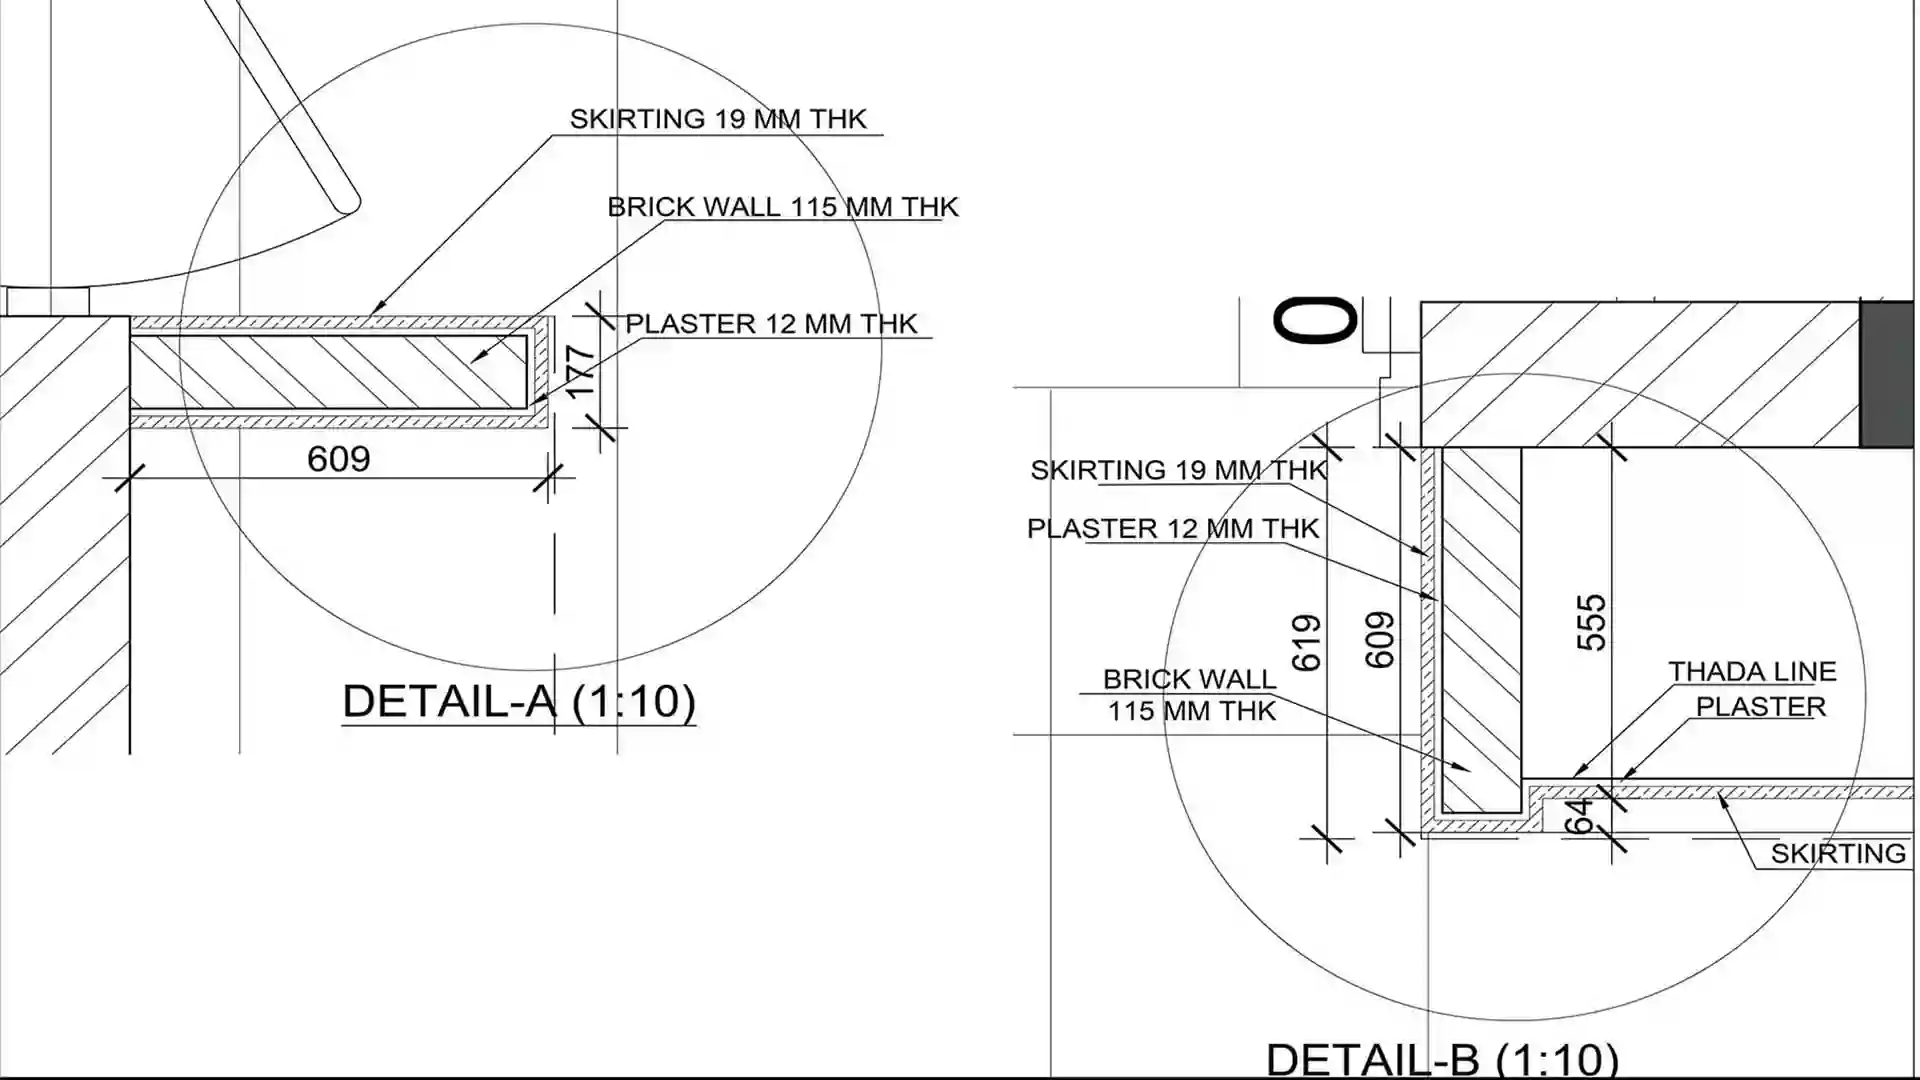 SKIRTING 19 MM THK
BRICK WALL 115 MM THK
PLASTER 12 MM THK
177
609
DETAIL-A (1:10)
0
SKIRTING 19 MM THK
PLASTER 12 MM THK
619
609
555
BRICK WALL
115 MM THK
THADA LINE
PLASTER
64
SKIRTING
DETAIL-B (1:10)